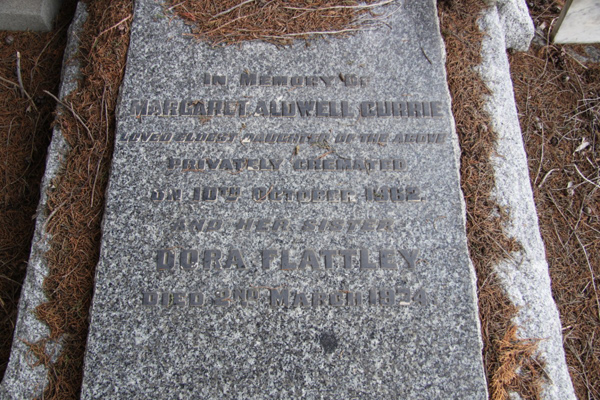 In Memory of
Margaret Aldwell Currie
Loved Eldest Daughter of the Above
Privately Cremated
on 10th October 1962.
And Her Sister
Dora Flattley
Died 2nd March